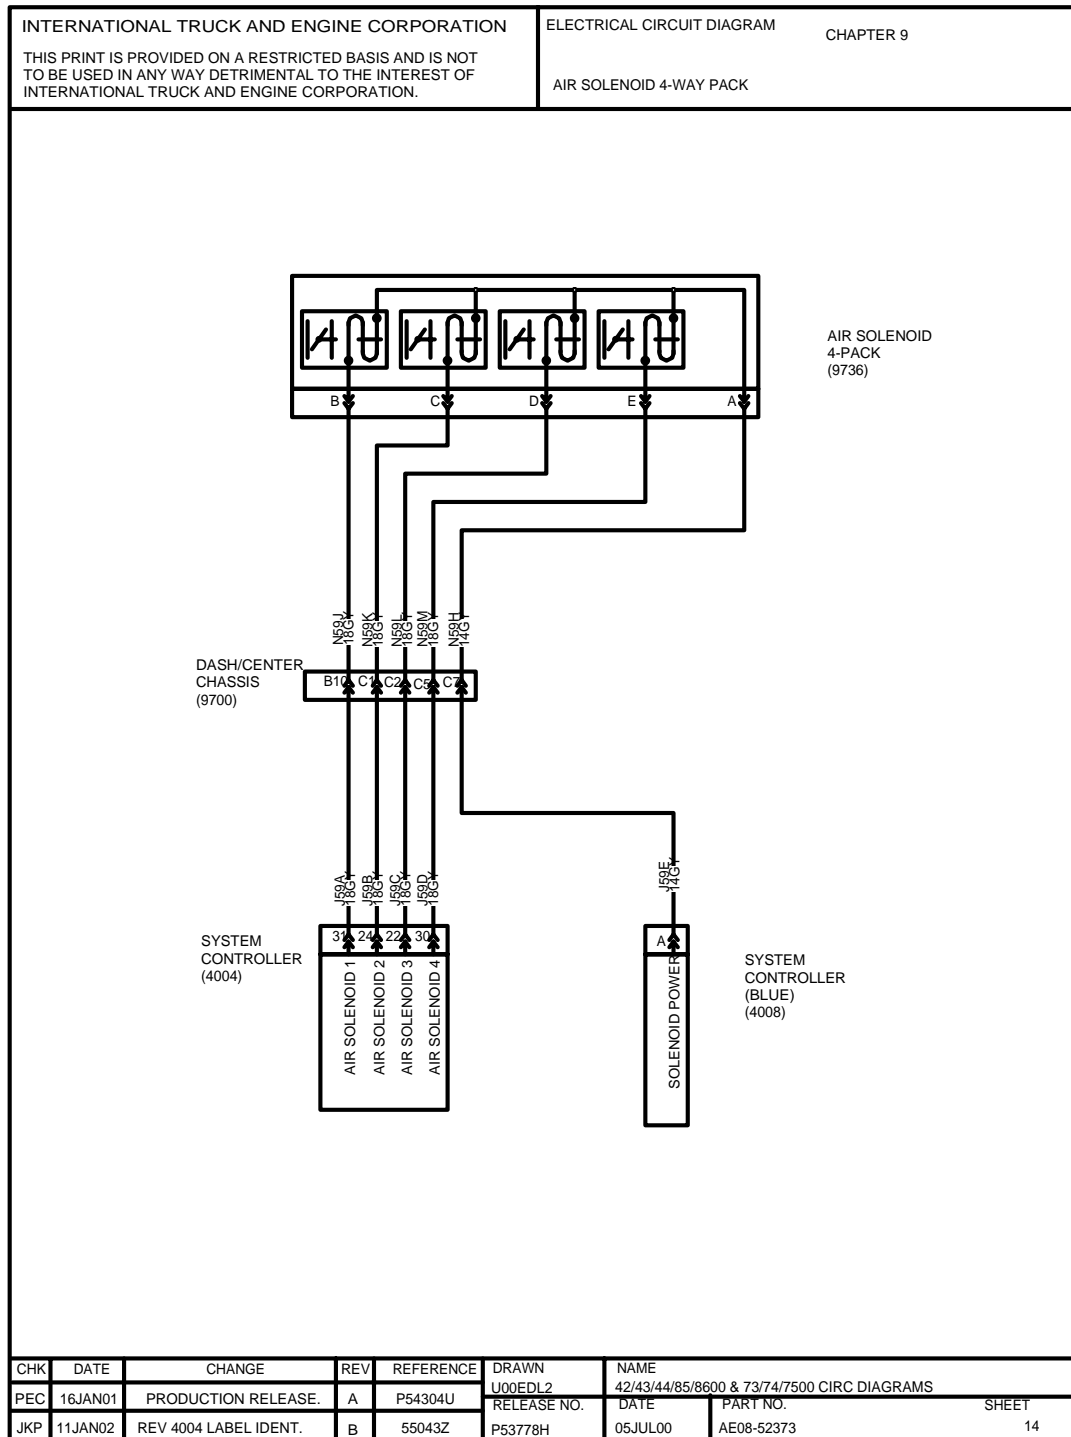 INTERNATIONAL TRUCK AND ENGINE CORPORATION
THIS PRINT IS PROVIDED ON A RESTRICTED BASIS AND IS NOT
TO BE USED IN ANY WAY DETRIMENTAL TO THE INTEREST OF
INTERNATIONAL TRUCK AND ENGINE CORPORATION.
ELECTRICAL CIRCUIT DIAGRAM
CHAPTER 9
AIR SOLENOID 4-WAY PACK
AIR SOLENOID
4-PACK
(9736)
B C D E A
N59J
18GY
N59K
18GY
N59L
18GY
N59M
18GY
N59H
14GY
DASH/CENTER
CHASSIS
(9700)
B10 C1 C2 C5 C7
J59A
18GY
J59B
18GY
J59C
18GY
J59D
18GY
J59E
14GY
SYSTEM
CONTROLLER
(4004)
31 24 22 30
AIR SOLENOID 1
AIR SOLENOID 2
AIR SOLENOID 3
AIR SOLENOID 4
A
SOLENOID POWER
SYSTEM
CONTROLLER
(BLUE)
(4008)
CHK DATE CHANGE REV REFERENCE
PEC 16JAN01 PRODUCTION RELEASE. A P54304U
JKP 11JAN02 REV 4004 LABEL IDENT. B 55043Z
DRAWN
U00EDL2
NAME
42/43/44/85/8600 & 73/74/7500 CIRC DIAGRAMS
RELEASE NO. DATE PART NO. SHEET
P53778H 05JUL00 AE08-52373 14